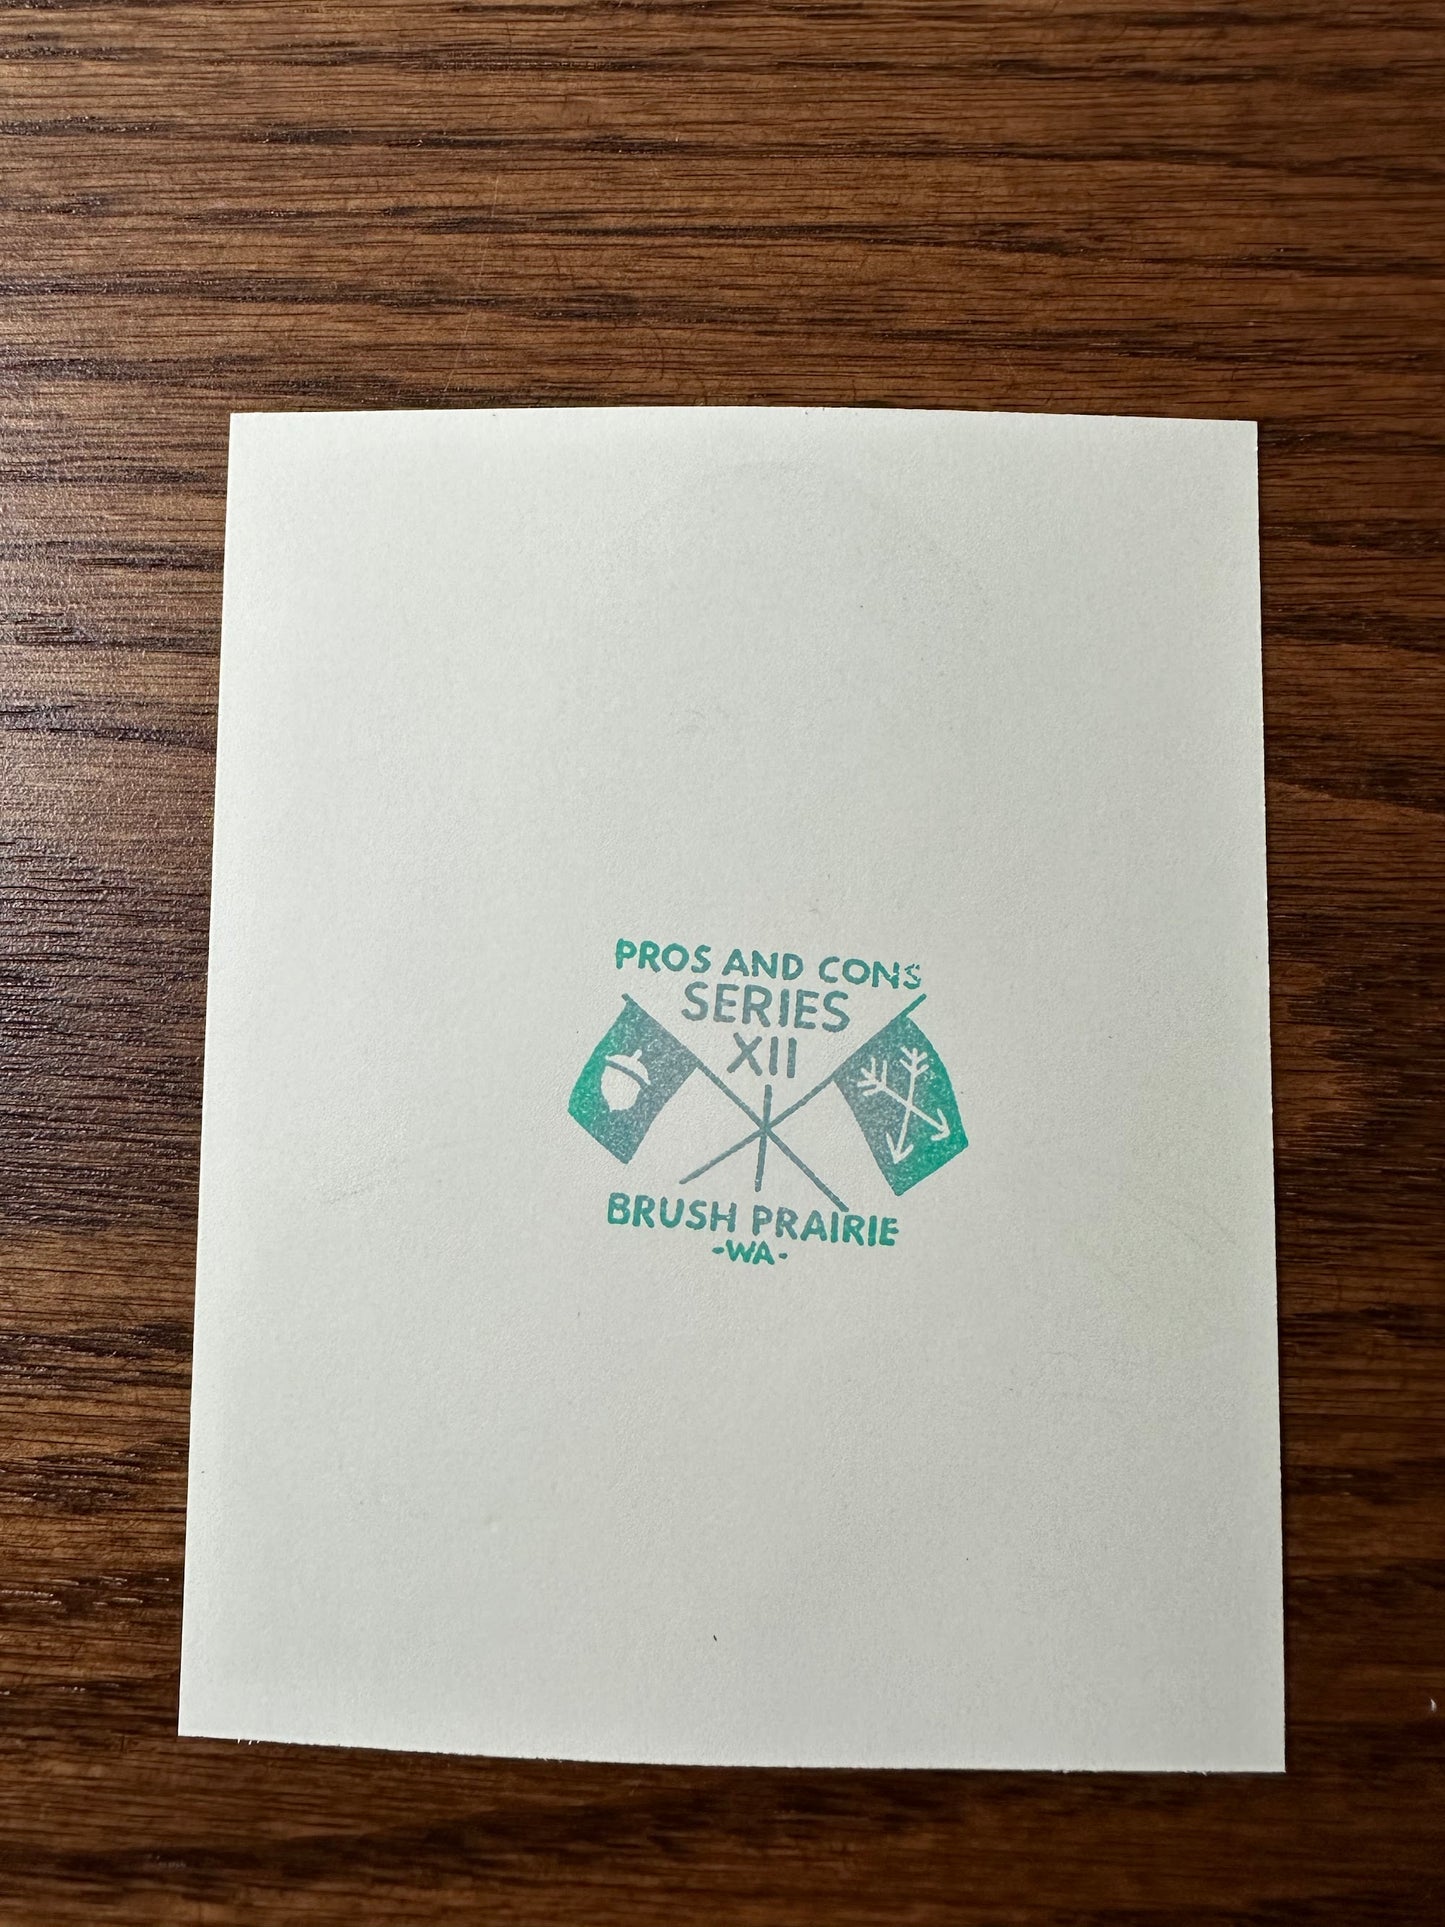 PROS AND CONS
SERIES
XII
BRUSH PRAIRIE
-WA-